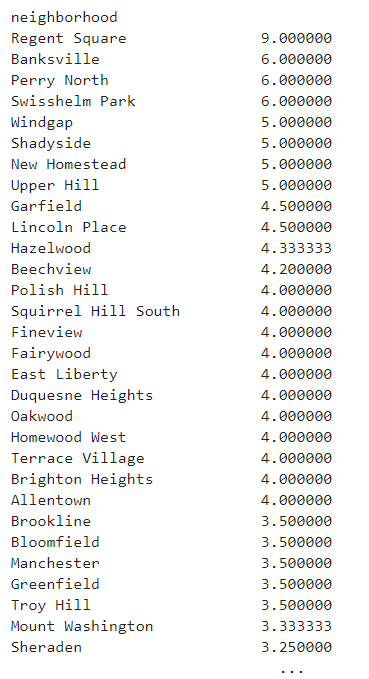 neighborhood
Regent Square 9.000000
Banksville 6.000000
Perry North 6.000000
Swisshelm Park 6.000000
Windgap 5.000000
Shadyside 5.000000
New Homestead 5.000000
Upper Hill 5.000000
Garfield 4.500000
Lincoln Place 4.500000
Hazelwood 4.333333
Beechview 4.200000
Polish Hill 4.000000
Squirrel Hill South 4.000000
Fineview 4.000000
Fairywood 4.000000
East Liberty 4.000000
Duquesne Heights 4.000000
Oakwood 4.000000
Homewood West 4.000000
Terrace Village 4.000000
Brighton Heights 4.000000
Allentown 4.000000
Brookline 3.500000
Bloomfield 3.500000
Manchester 3.500000
Greenfield 3.500000
Troy Hill 3.500000
Mount Washington 3.333333
Sheraden 3.250000
...